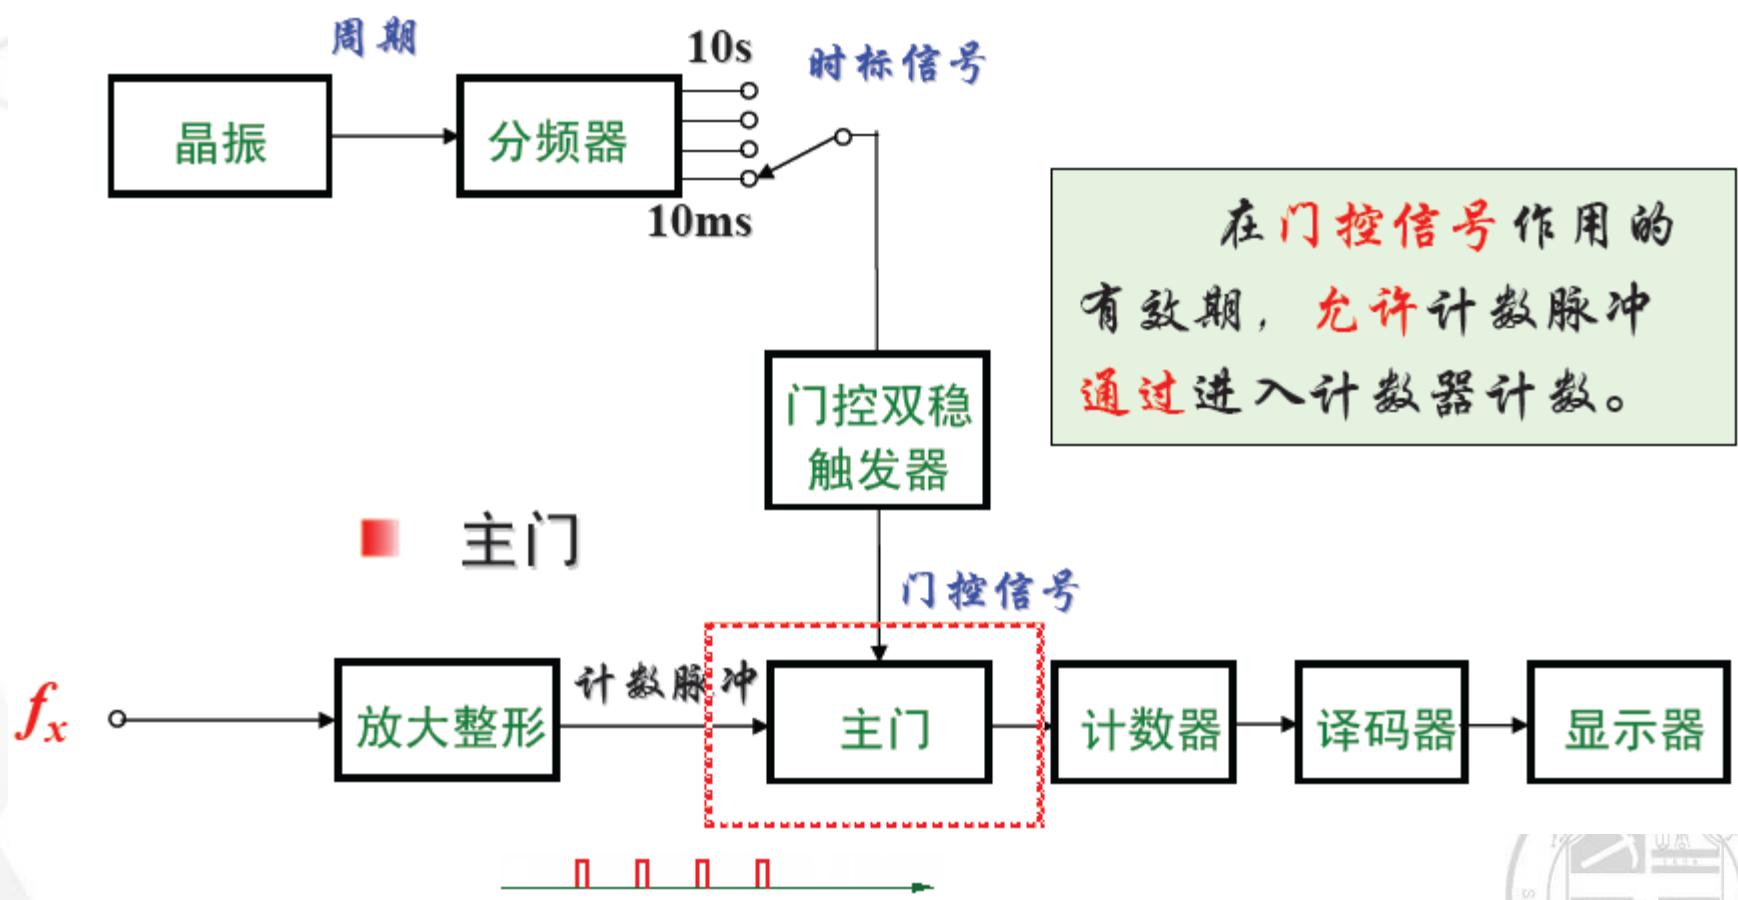 周期
10s
时标信号
晶振
分频器
10ms
在门控信号作用的
有效期，允许计数脉冲
通过进入计数器计数。
门控双稳
触发器
主门
门控信号
fx
放大整形
计数脉冲
主门
计数器
译码器
显示器